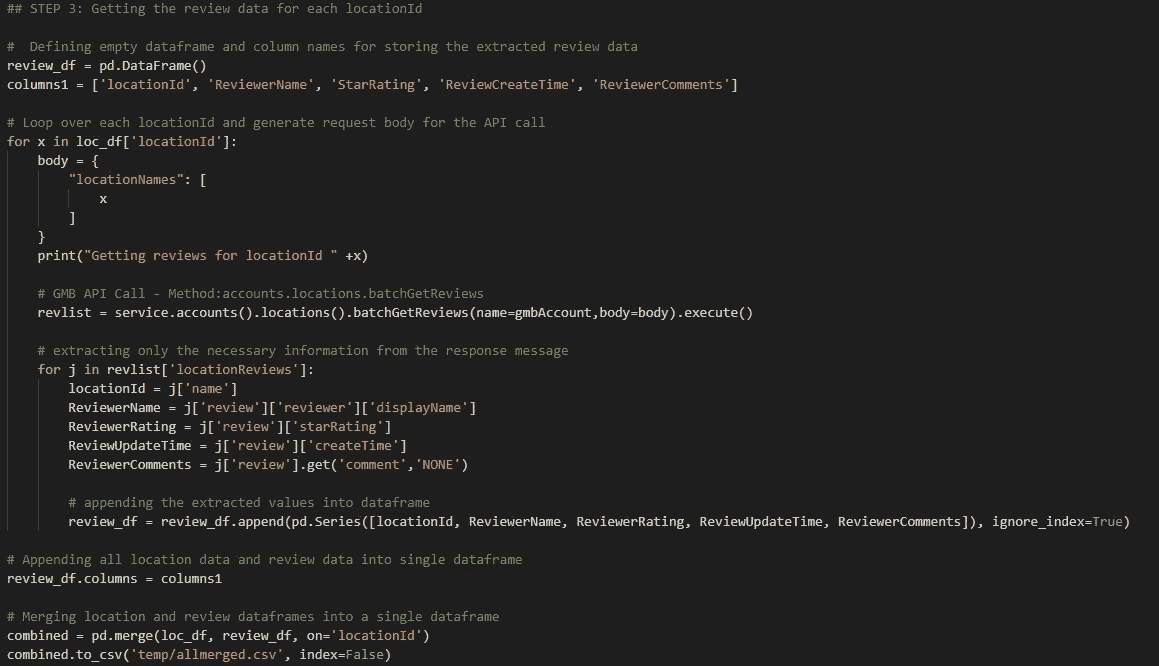 ## STEP 3: Getting the review data for each locationId
#  Defining empty dataframe and column names for storing the extracted review data
review_df = pd.DataFrame()
columns1 = ['locationId', 'ReviewerName', 'StarRating', 'ReviewCreateTime', 'ReviewerComments']
# Loop over each locationId and generate request body for the API call
for x in loc_df['locationId']:
    body = {
        "locationNames": [
            x
        ]
    }
    print("Getting reviews for locationId " +x)
    # GMB API Call - Method:accounts.locations.batchGetReviews
    revlist = service.accounts().locations().batchGetReviews(name=gmbAccount,body=body).execute()
    # extracting only the necessary information from the response message
    for j in revlist['locationReviews']:
        locationId = j['name']
        ReviewerName = j['review']['reviewer']['displayName']
        ReviewerRating = j['review']['starRating']
        ReviewUpdateTime = j['review']['createTime']
        ReviewerComments = j['review'].get('comment','NONE')
        # appending the extracted values into dataframe
        review_df = review_df.append(pd.Series([locationId, ReviewerName, ReviewerRating, ReviewUpdateTime, ReviewerComments]), ignore_index=True)
# Appending all location data and review data into single dataframe
review_df.columns = columns1
# Merging location and review dataframes into a single dataframe
combined = pd.merge(loc_df, review_df, on='locationId')
combined.to_csv('temp/allmerged.csv', index=False)